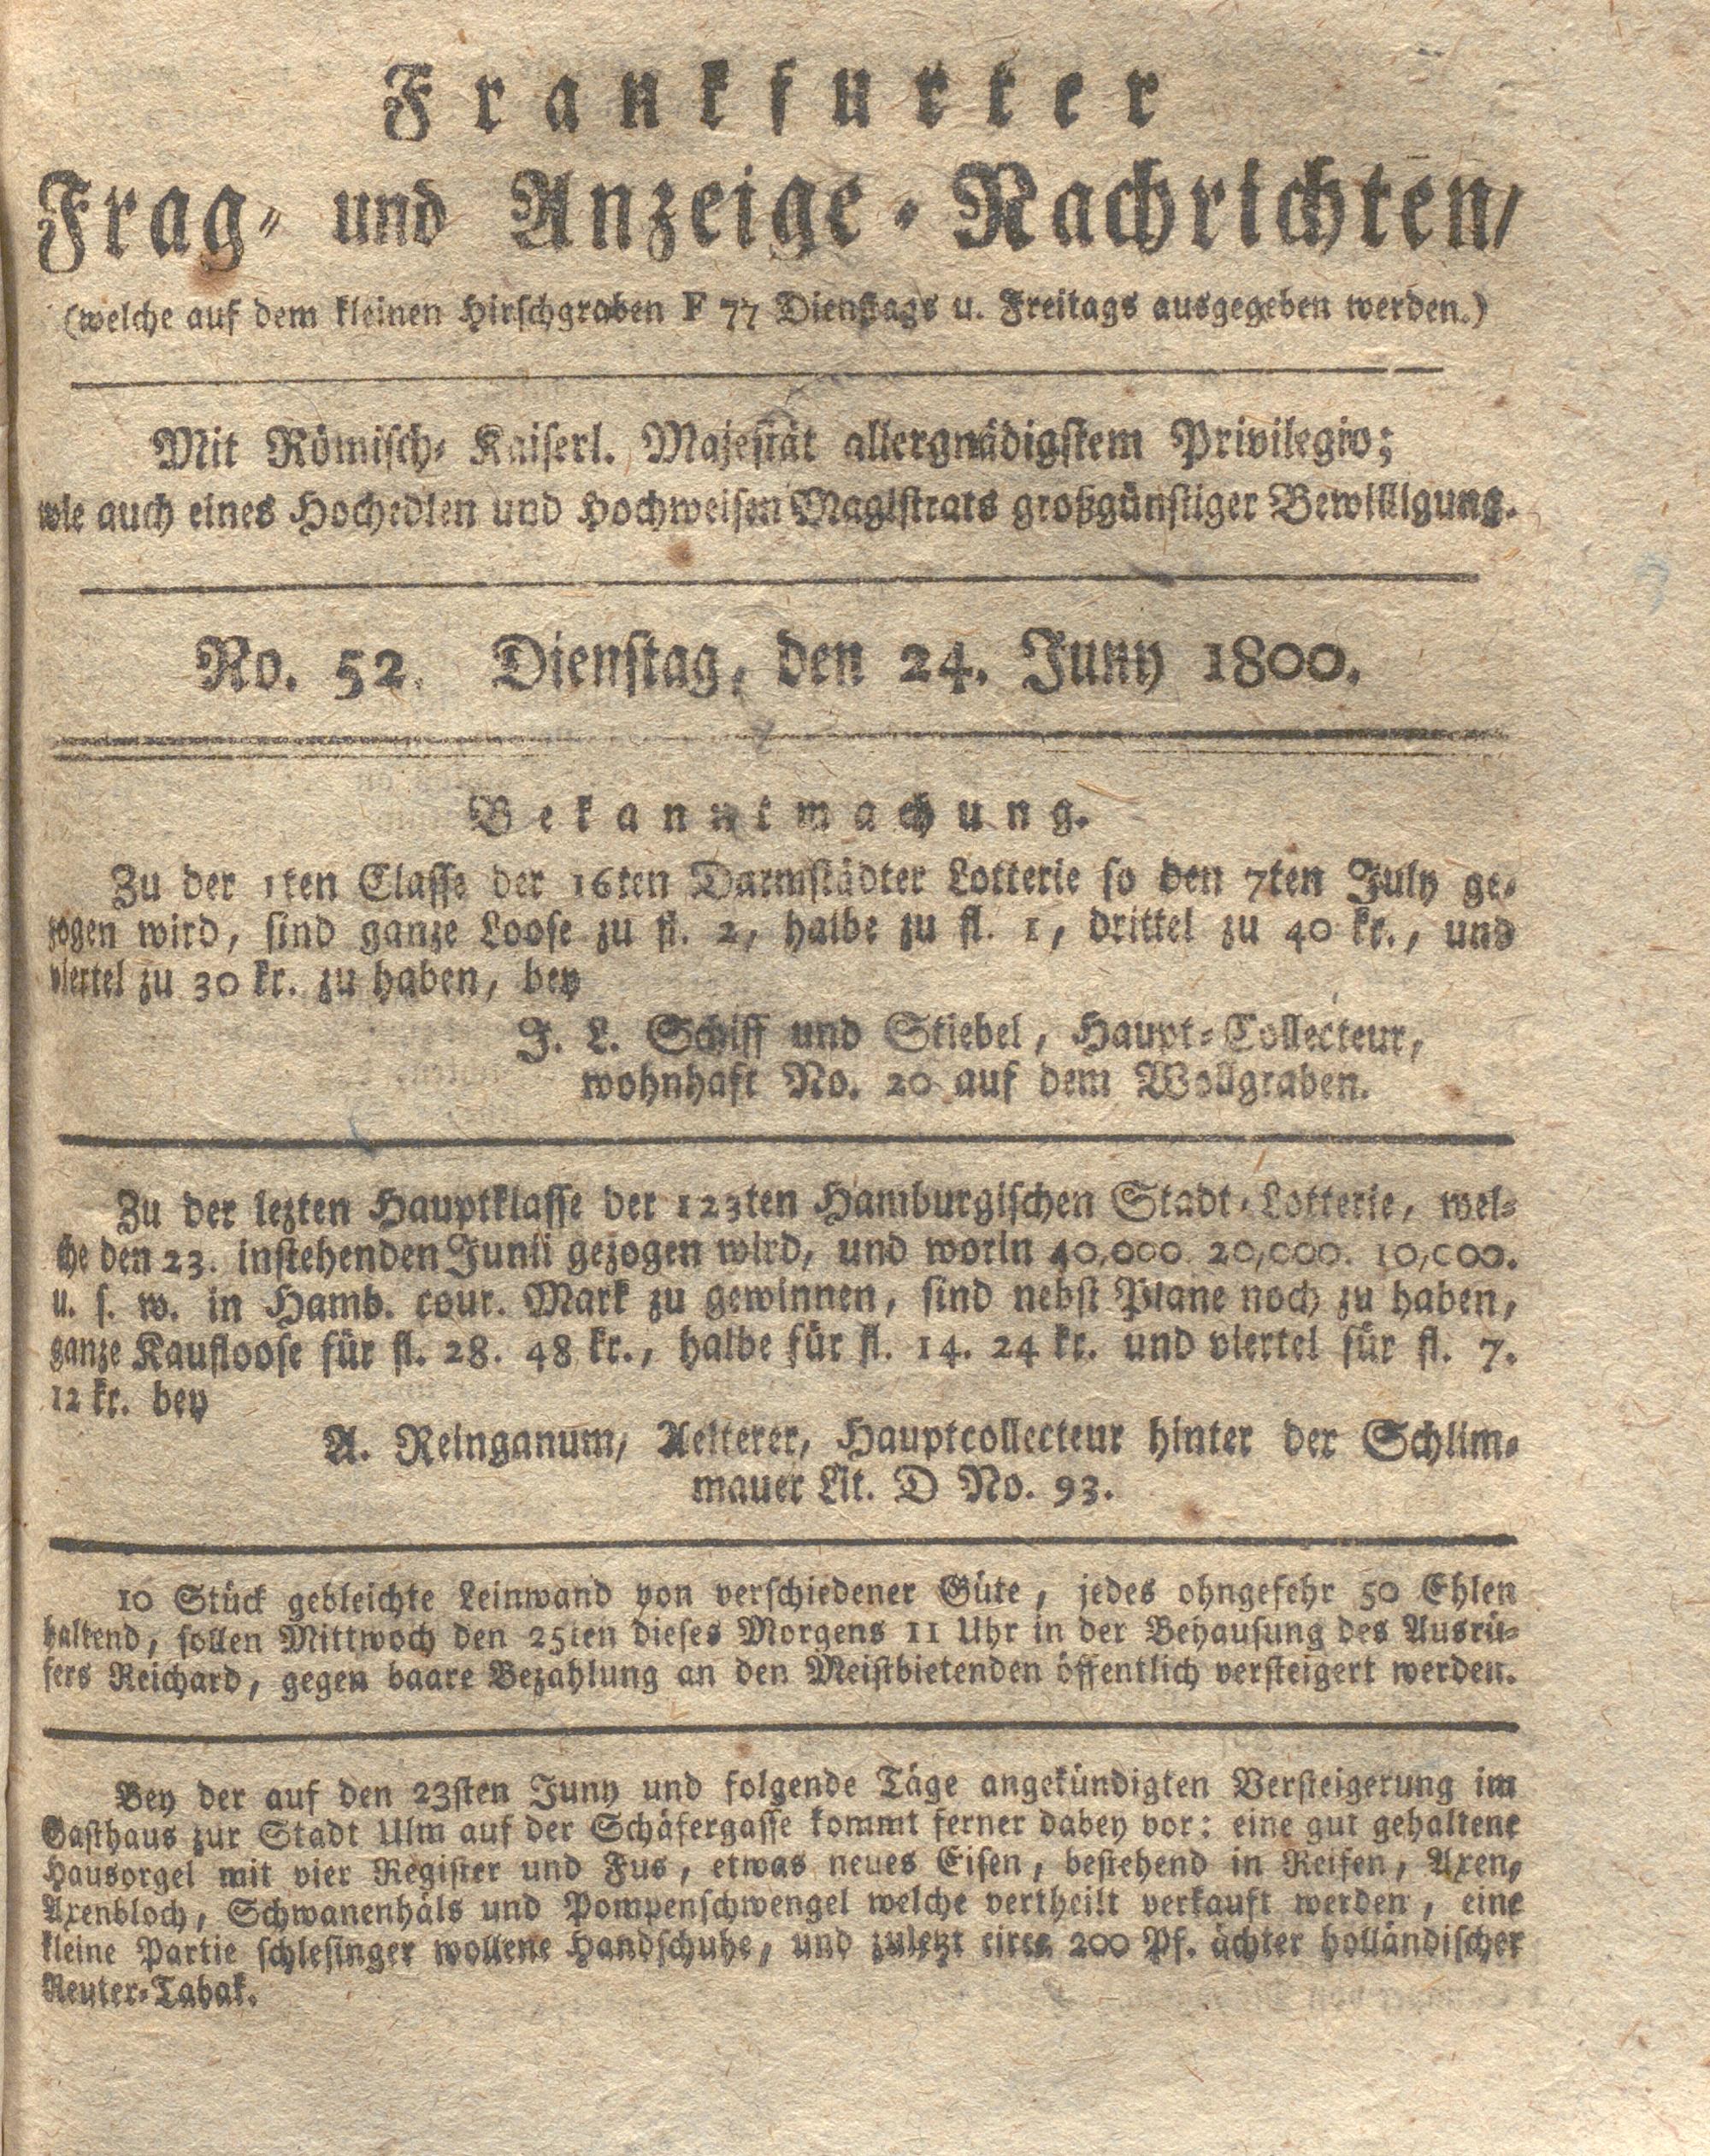 Frankfurter
Frag- und Anzeige-Nachrichten,
(welche auf dem kleinen Hirschgraben F 77 Dienstags u. Freitags ausgegeben werden.)
Mit Römisch-Kaiserl. Majestät allergnädigstem Privilegio;
wie auch eines Hochedlen und Hochweisen Magistrats großgünstiger Bewilligung.
No. 52. Dienstag, den 24. Juny 1800.
Bekanntmachung.
Zu der 1ten Classe der 16ten Darmstädter Lotterie so den 7ten July ge-
zogen wird, sind ganze Loose zu fl. 2, halbe zu fl. 1, drittel zu 40 kr., und
viertel zu 30 kr. zu haben, bey
J. L. Schiff und Stiebel, Haupt-Collecteur,
wohnhaft No. 20 auf dem Wollgraben.
Zu der lezten Hauptklasse der 123ten Hamburgischen Stadt-Lotterie, wel-
che den 23. instehenden Junii gezogen wird, und worin 40,000. 20,000. 10,000.
u. s. w. in Hamb. cour. Mark zu gewinnen, sind nebst Plane noch zu haben,
ganze Kaufloose für fl. 28. 48 kr., halbe für fl. 14. 24 kr. und viertel für fl. 7.
12 kr. bey
A. Reinganum, Aelterer, Hauptcollecteur hinter der Schlim-
mauer Lit. D No. 93.
10 Stück gebleichte Leinwand von verschiedener Güte, jedes ohngefehr 50 Ehlen
haltend, sollen Mittwoch den 25ten dieses Morgens 11 Uhr in der Behausung des Ausrü-
fers Reichard, gegen baare Bezahlung an den Meistbietenden öffentlich versteigert werden.
Bey der auf den 23sten Juny und folgende Täge angekündigten Versteigerung im
Gasthaus zur Stadt Ulm auf der Schäfergasse kommt ferner dabey vor: eine gut gehaltene
Hausorgel mit vier Register und Fus, etwas neues Eisen, bestehend in Reifen, Axen,
Axenbloch, Schwanenhäls und Pompenschwengel welche vertheilt verkauft werden, eine
kleine Partie schlesinger wollene Handschuhe, und zuletzt circa 200 Pf. ächter holländischer
Reuter-Tabak.